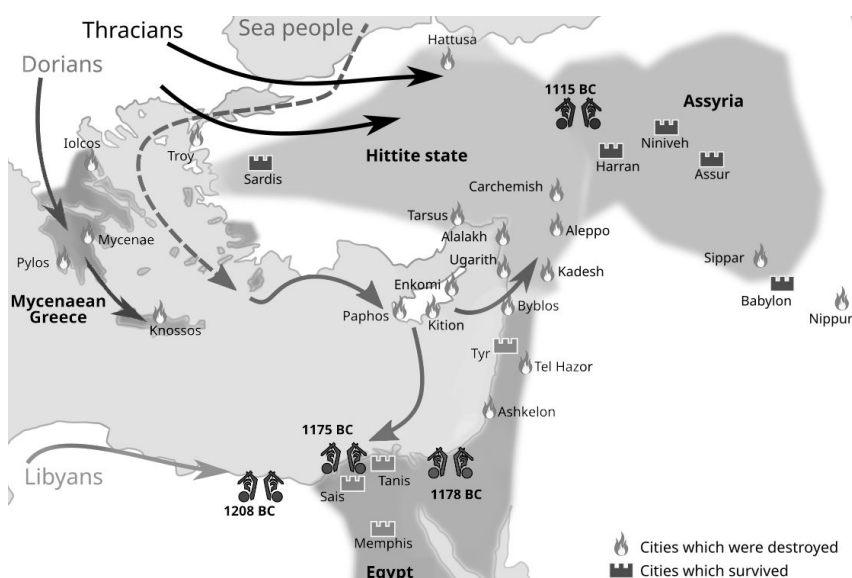 Thracians
Sea people
Hattusa
Dorians
1115 BC
Assyria
Iolcos
Troy
Niniveh
Hittite state
Harran
Assur
Sardis
Carchemish
Tarsus
Mycenae
Alalakh
Aleppo
Pylos
Ugarith
Sippar
Kadesh
Enkomi
Mycenaean
Greece
Babylon
Byblos
Knossos
Paphos
Kition
Nippur
Tyr
Tel Hazor
Ashkelon
1175 BC
Libyans
Tanis
Sais
1178 BC
1208 BC
Memphis
Cities which were destroyed
Egypt
Cities which survived